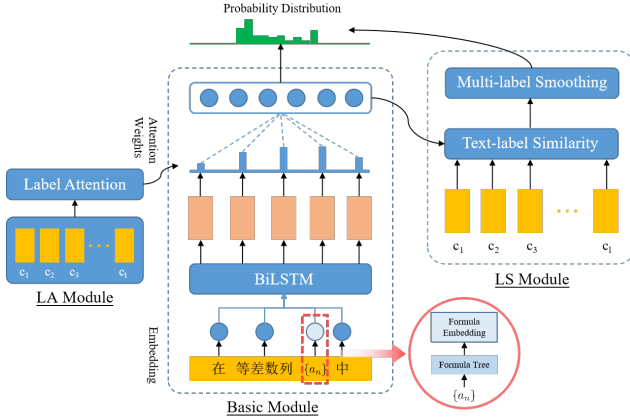 Probability Distribution
Multi-label Smoothing
Text-label Similarity
c₁ c₂ c₃ ... c₁
LS Module
Attention Weights
Label Attention
c₁ c₂ c₃ ... c₁
LA Module
BiLSTM
Embedding
在 等差数列 {aₙ} 中
Basic Module
Formula Embedding
Formula Tree
{aₙ}